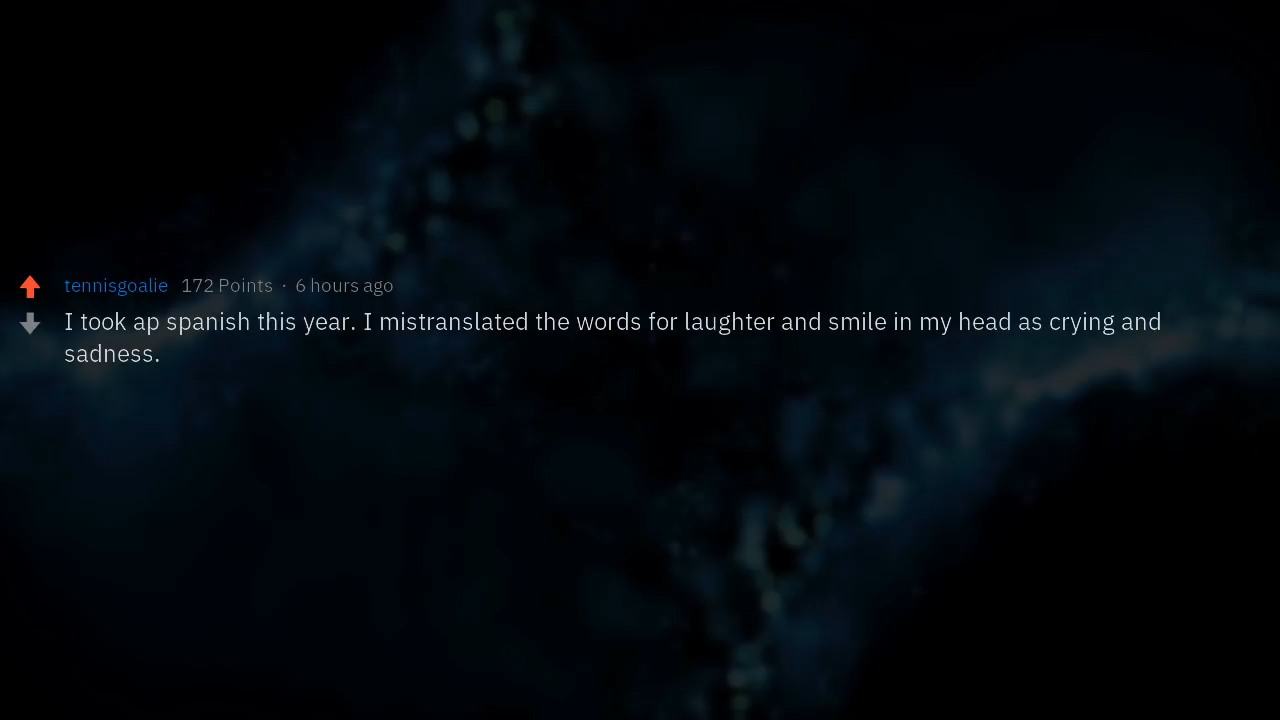 tennisgoalie 172 Points · 6 hours ago
I took ap spanish this year. I mistranslated the words for laughter and smile in my head as crying and
sadness.